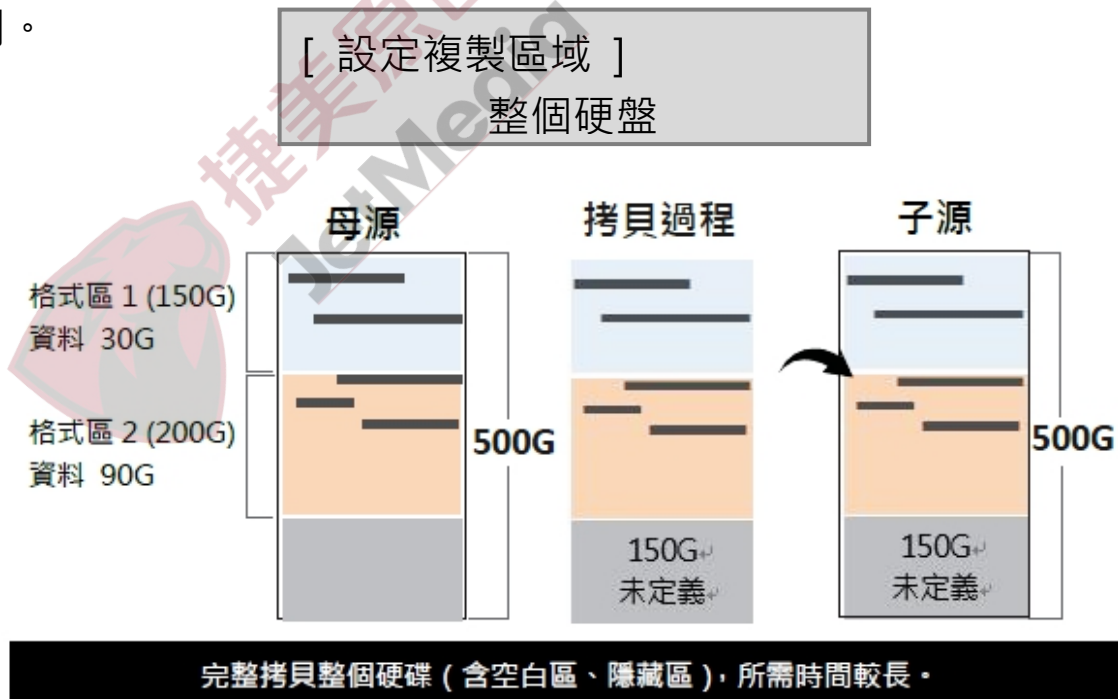 。
[ 設定複製區域 ]
整個硬盤
捷美
JetMedia
母源
拷貝過程
子源
格式區 1 (150G)
資料 30G
格式區 2 (200G)
資料 90G
500G
150G
未定義
500G
150G
未定義
完整拷貝整個硬碟 ( 含空白區、隱藏區 ), 所需時間較長。